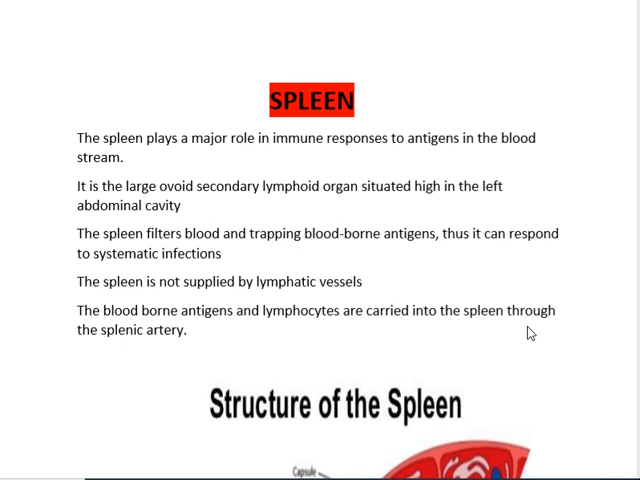 SPLEEN
The spleen plays a major role in immune responses to antigens in the blood
stream.
It is the large ovoid secondary lymphoid organ situated high in the left
abdominal cavity
The spleen filters blood and trapping blood-borne antigens, thus it can respond
to systematic infections
The spleen is not supplied by lymphatic vessels
The blood borne antigens and lymphocytes are carried into the spleen through
the splenic artery.
Structure of the Spleen
Capsule